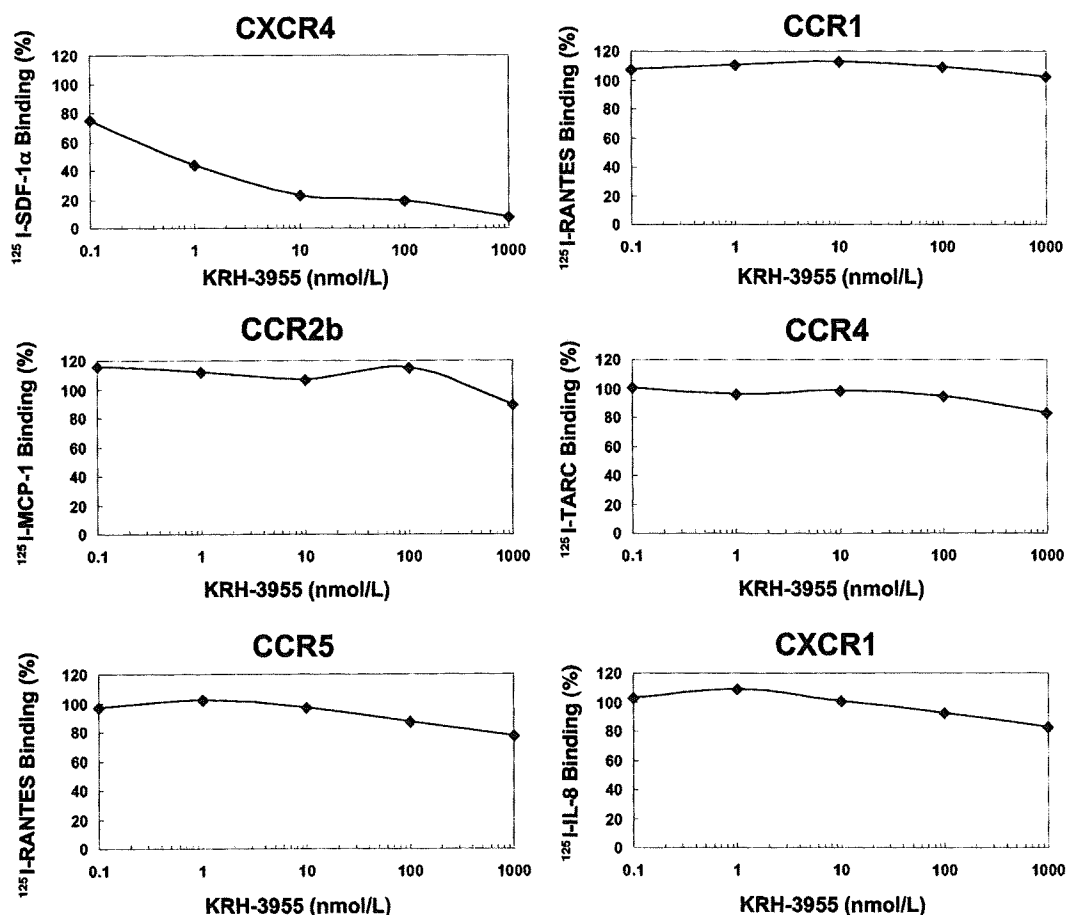 CXCR4
120
100
80
60
40
20
0
0.1 1 10 100 1000
¹²⁵I-SDF-1α Binding (%)
KRH-3955 (nmol/L)
CCR1
120
100
80
60
40
20
0
0.1 1 10 100 1000
¹²⁵I-RANTES Binding (%)
KRH-3955 (nmol/L)
CCR2b
120
100
80
60
40
20
0
0.1 1 10 100 1000
¹²⁵I-MCP-1 Binding (%)
KRH-3955 (nmol/L)
CCR4
120
100
80
60
40
20
0
0.1 1 10 100 1000
¹²⁵I-TARC Binding (%)
KRH-3955 (nmol/L)
CCR5
120
100
80
60
40
20
0
0.1 1 10 100 1000
¹²⁵I-RANTES Binding (%)
KRH-3955 (nmol/L)
CXCR1
120
100
80
60
40
20
0
0.1 1 10 100 1000
¹²⁵I-IL-8 Binding (%)
KRH-3955 (nmol/L)